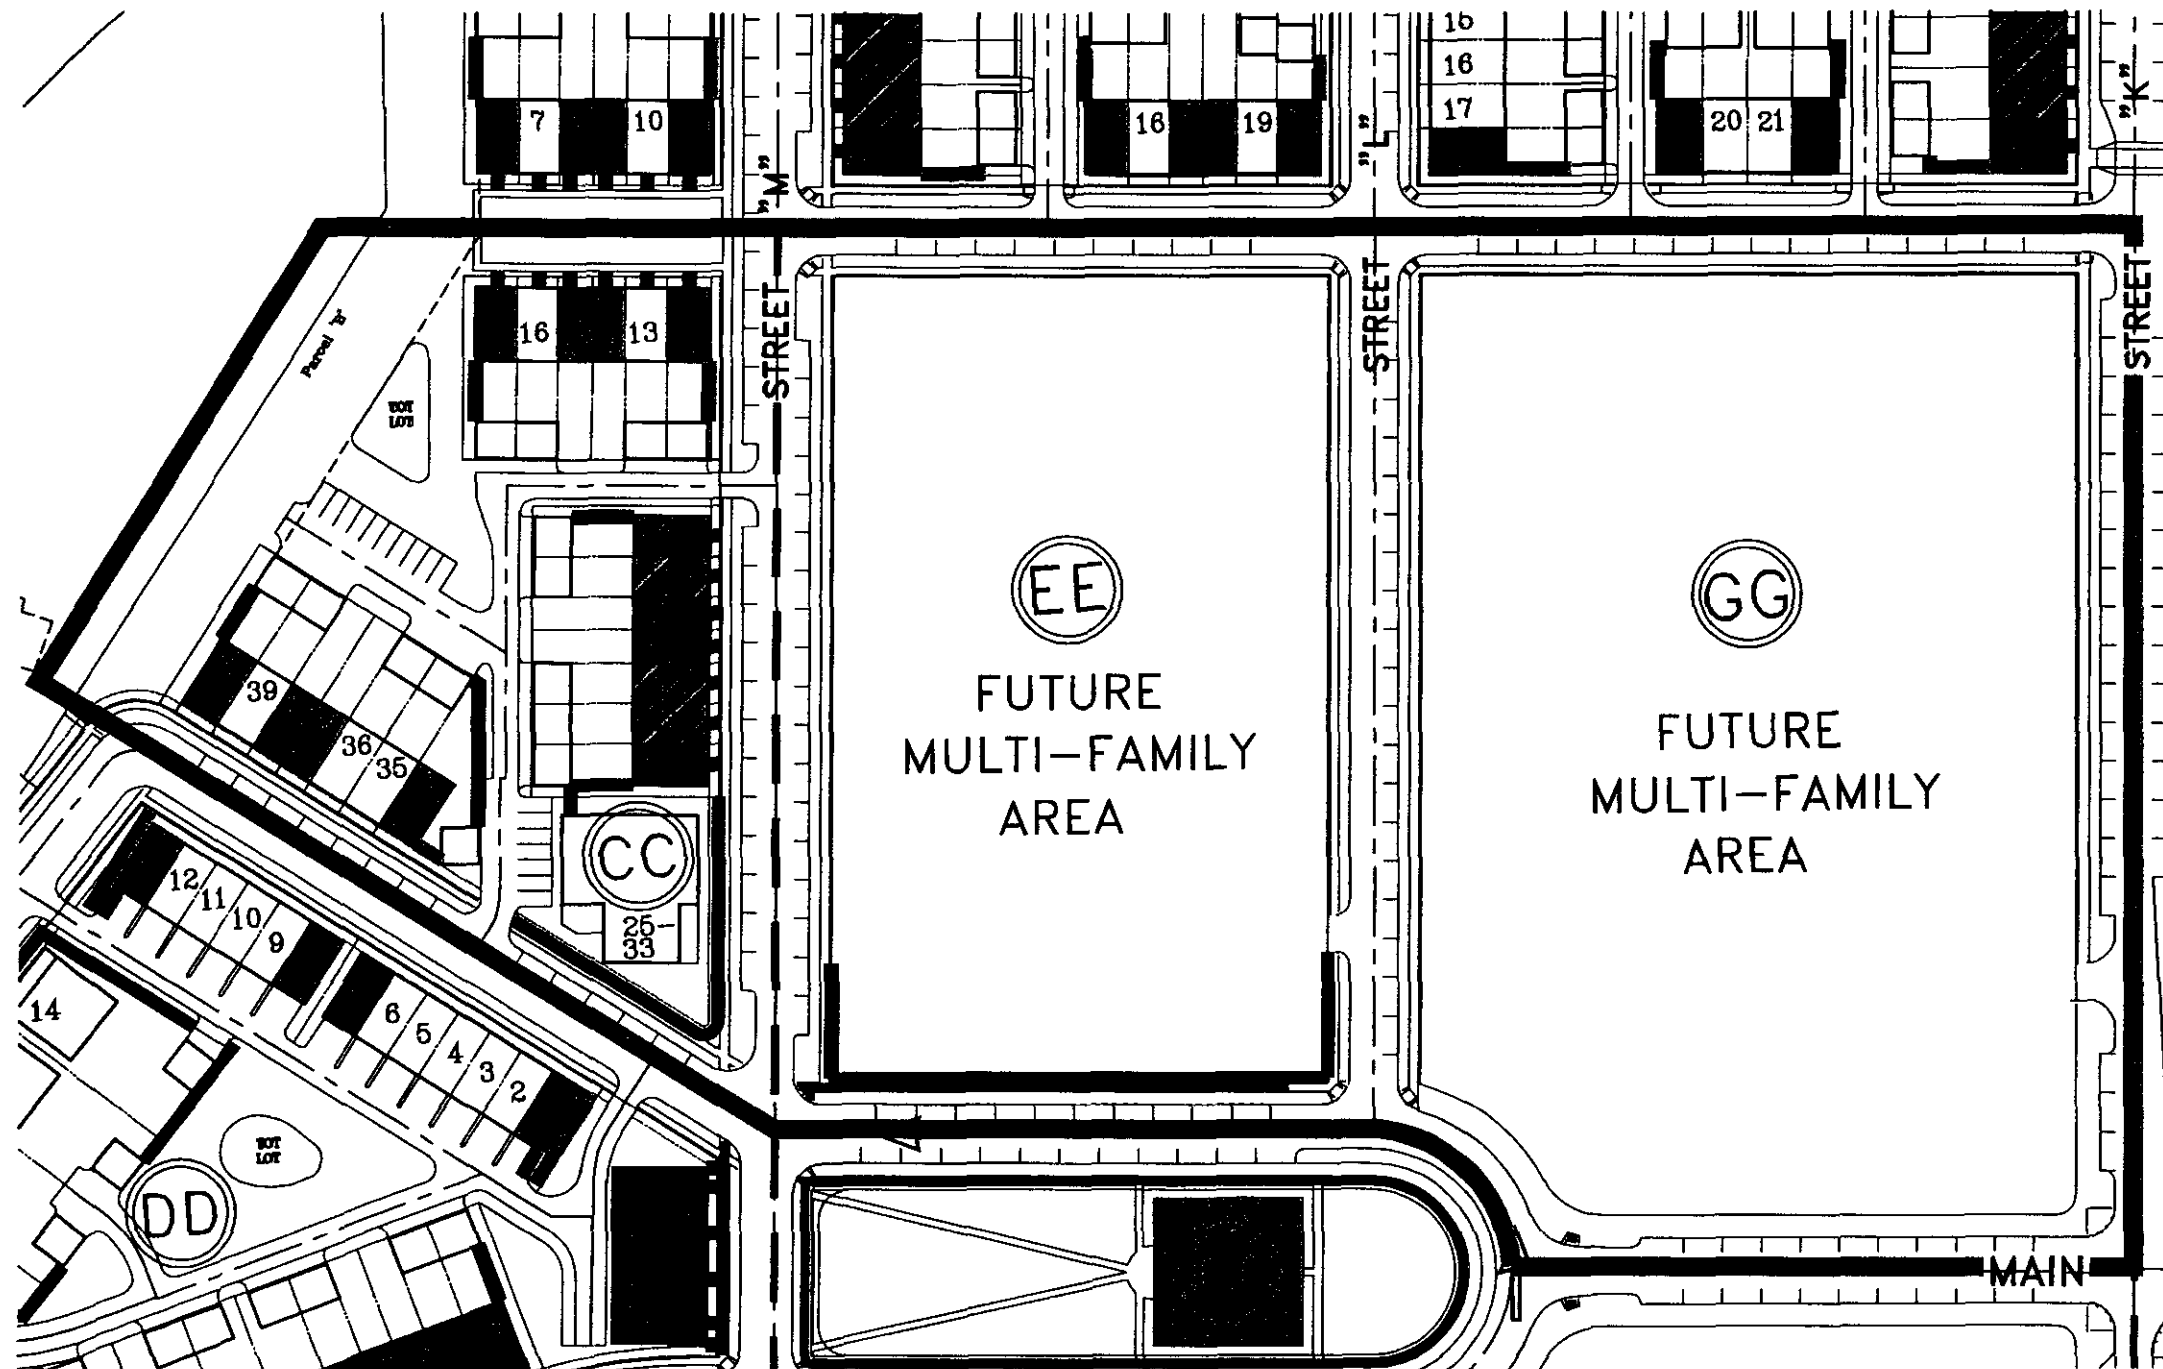 15
16
17
7
10
16
19
20 21
"M"
"L"
"K"
STREET
STREET
STREET
Parcel 'B'
16
13
TOT
LOT
EE
FUTURE
MULTI-FAMILY
AREA
GG
FUTURE
MULTI-FAMILY
AREA
39
36
35
CC
25-
33
12
11
10
9
6
5
4
3
2
14
TOT
LOT
DD
MAIN